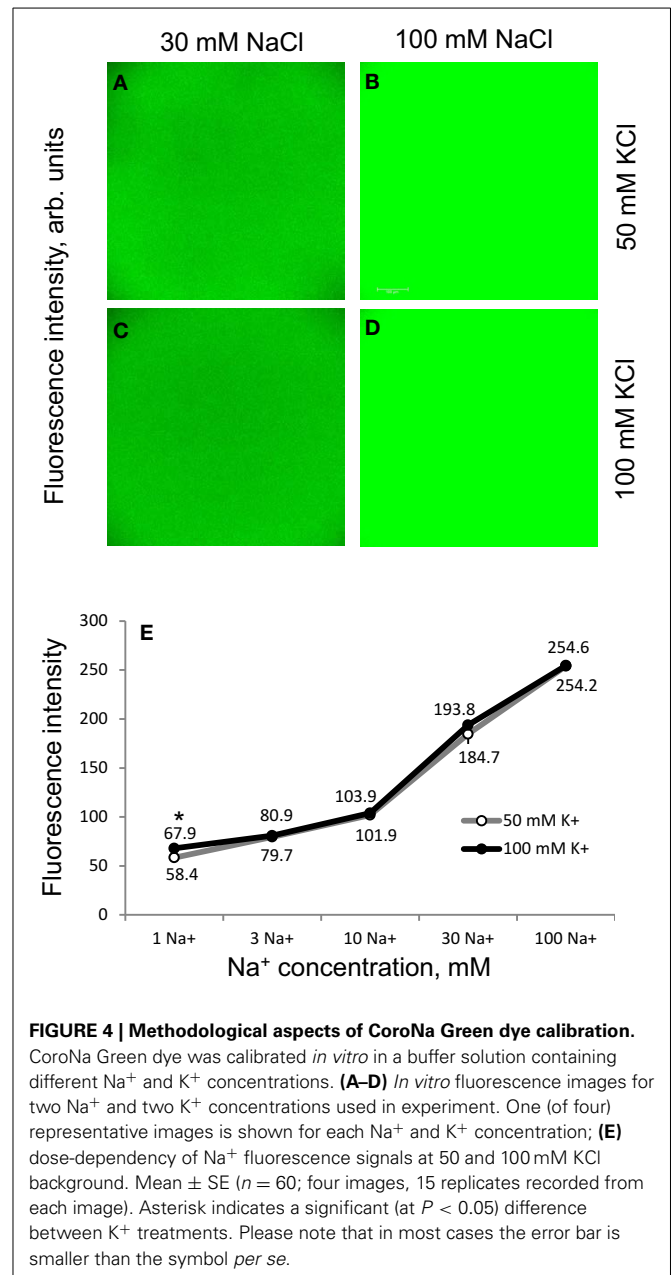 30 mM NaCl
100 mM NaCl
Fluorescence intensity, arb. units
A
B
50 mM KCl
C
D
100 mM KCl
E
Fluorescence intensity
300
250
200
150
100
50
0
*
67.9
58.4
80.9
79.7
103.9
101.9
193.8
184.7
254.6
254.2
50 mM K+
100 mM K+
1 Na+
3 Na+
10 Na+
30 Na+
100 Na+
Na⁺ concentration, mM
FIGURE 4 | Methodological aspects of CoroNa Green dye calibration.
CoroNa Green dye was calibrated in vitro in a buffer solution containing
different Na⁺ and K⁺ concentrations. (A–D) In vitro fluorescence images for
two Na⁺ and two K⁺ concentrations used in experiment. One (of four)
representative images is shown for each Na⁺ and K⁺ concentration; (E)
dose-dependency of Na⁺ fluorescence signals at 50 and 100 mM KCl
background. Mean ± SE (n = 60; four images, 15 replicates recorded from
each image). Asterisk indicates a significant (at P < 0.05) difference
between K⁺ treatments. Please note that in most cases the error bar is
smaller than the symbol per se.